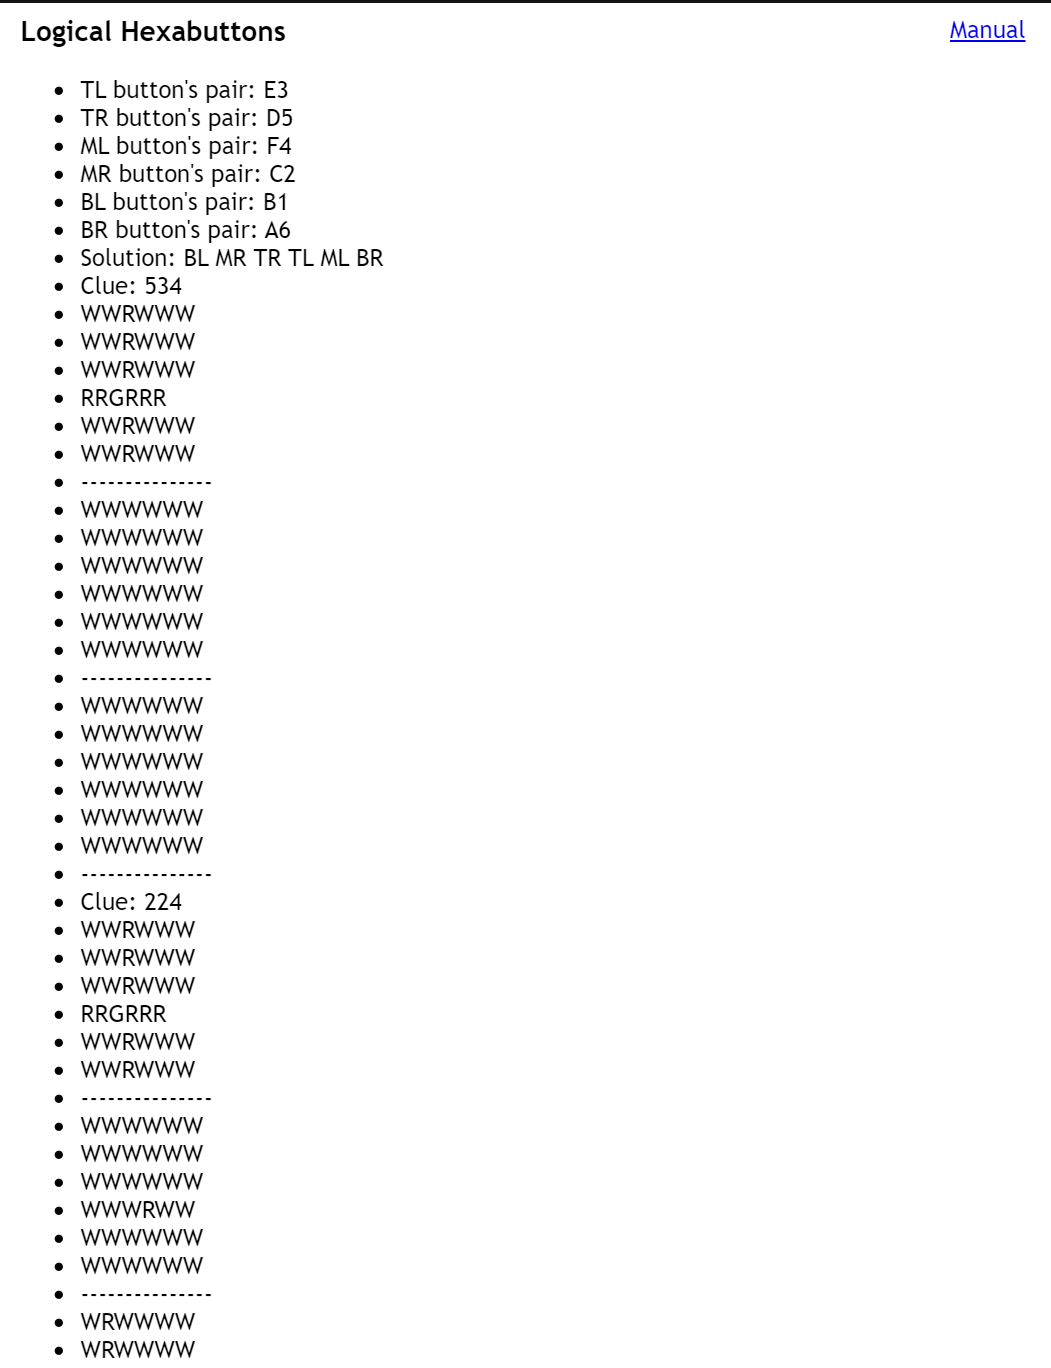 Logical Hexabuttons
Manual
TL button's pair: E3
TR button's pair: D5
ML button's pair: F4
MR button's pair: C2
BL button's pair: B1
BR button's pair: A6
Solution: BL MR TR TL ML BR
Clue: 534
WWRWWW
WWRWWW
WWRWWW
RRGRRR
WWRWWW
WWRWWW
---------------
WWWWWW
WWWWWW
WWWWWW
WWWWWW
WWWWWW
WWWWWW
---------------
WWWWWW
WWWWWW
WWWWWW
WWWWWW
WWWWWW
WWWWWW
---------------
Clue: 224
WWRWWW
WWRWWW
WWRWWW
RRGRRR
WWRWWW
WWRWWW
---------------
WWWWWW
WWWWWW
WWWWWW
WWWRWW
WWWWWW
WWWWWW
---------------
WRWWWW
WRWWWW